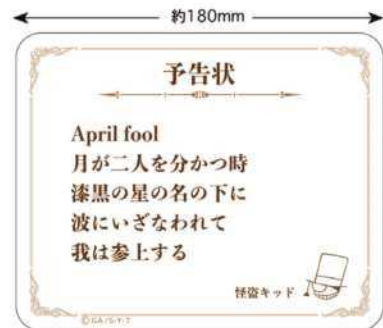 約180mm
予告状
April fool
月が二人を分かつ時
漆黒の星の名の下に
波にいざなわれて
我は参上する
怪盗キッド
©GA/S・Y・T